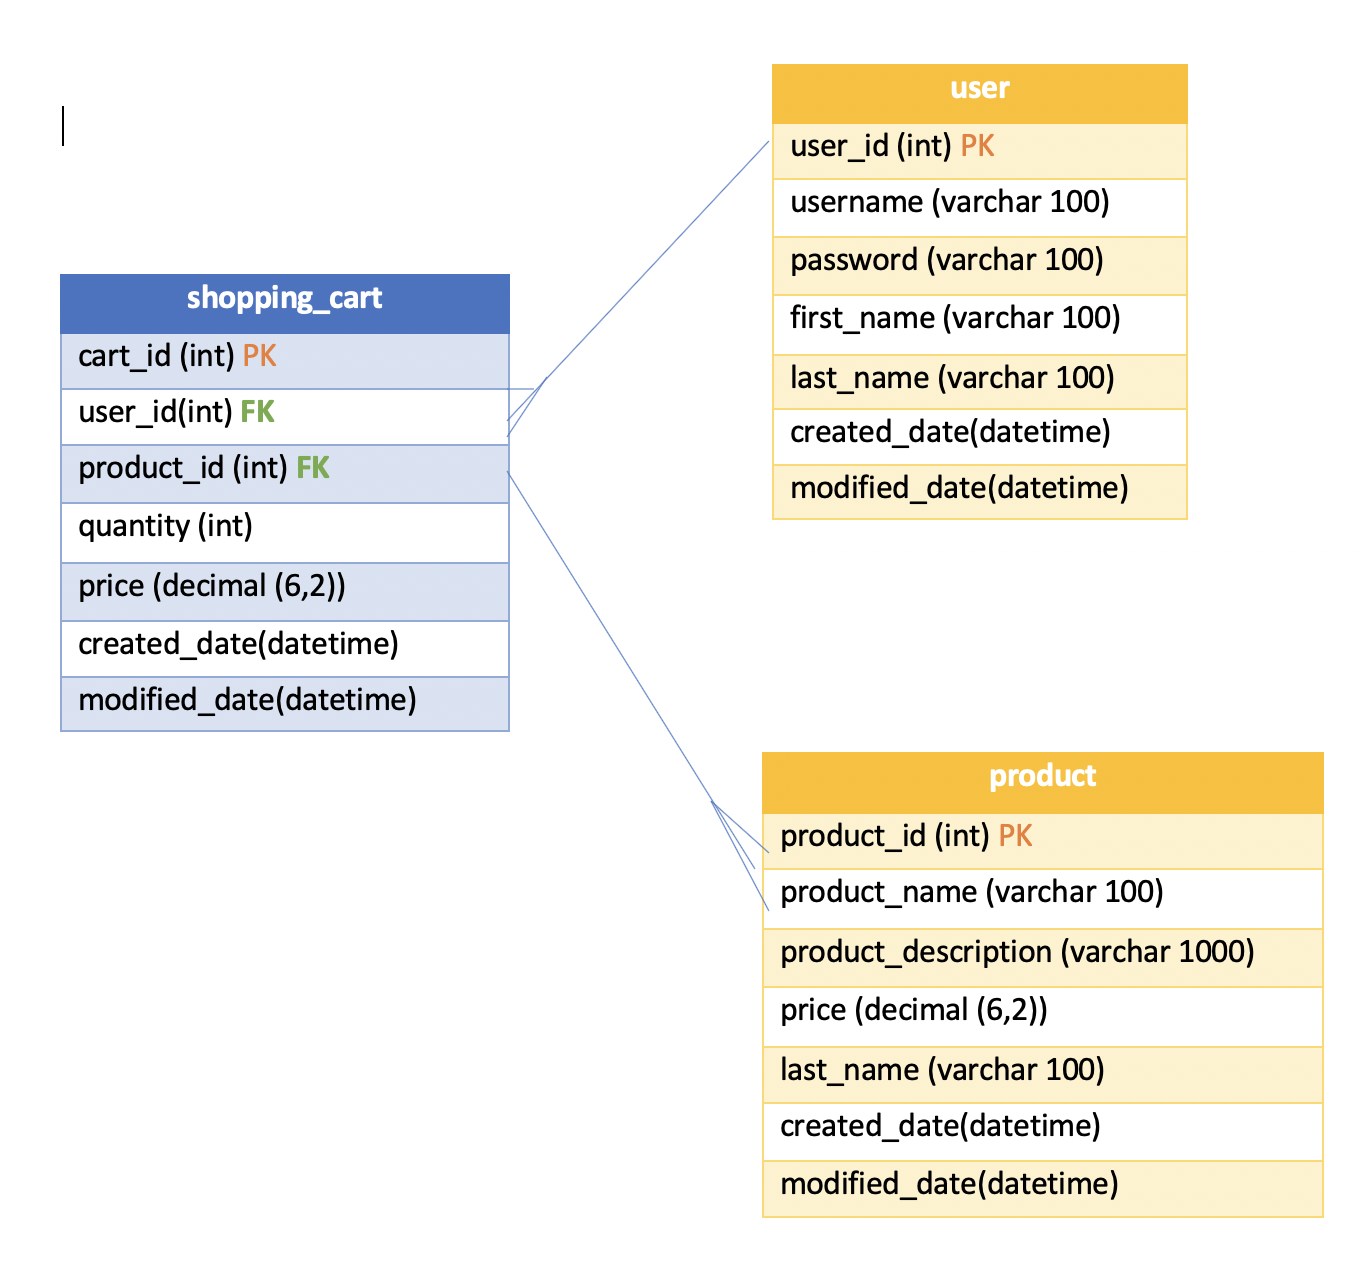 user
user_id (int) PK
username (varchar 100)
password (varchar 100)
first_name (varchar 100)
last_name (varchar 100)
created_date(datetime)
modified_date(datetime)
shopping_cart
cart_id (int) PK
user_id(int) FK
product_id (int) FK
quantity (int)
price (decimal (6,2))
created_date(datetime)
modified_date(datetime)
product
product_id (int) PK
product_name (varchar 100)
product_description (varchar 1000)
price (decimal (6,2))
last_name (varchar 100)
created_date(datetime)
modified_date(datetime)